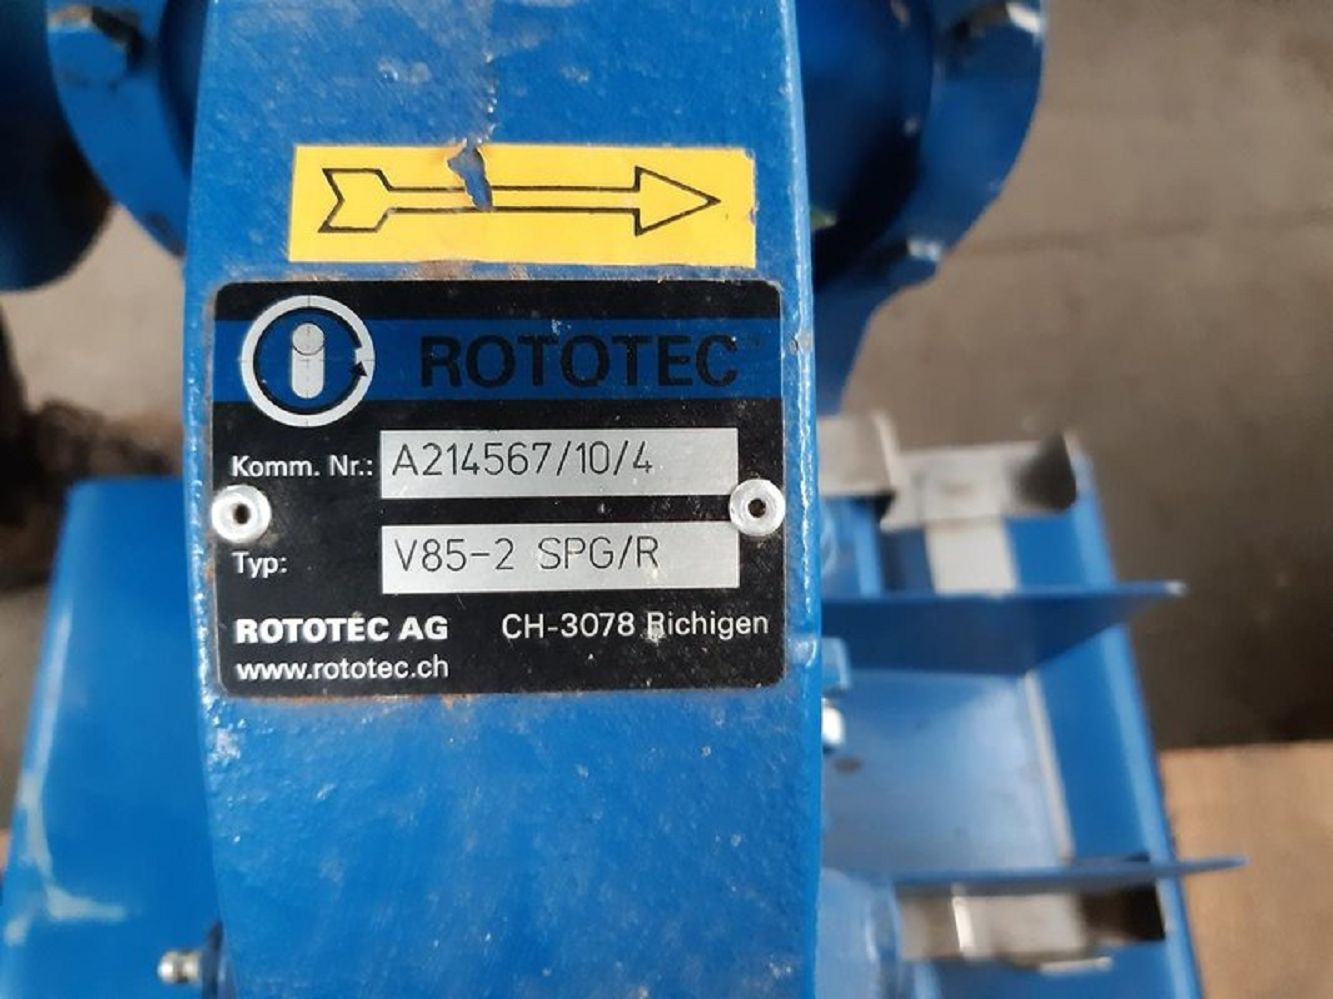 ROTOTEC
Komm. Nr.: A214567/10/4
Typ: V85-2 SPG/R
ROTOTEC AG CH-3078 Richigen
www.rototec.ch